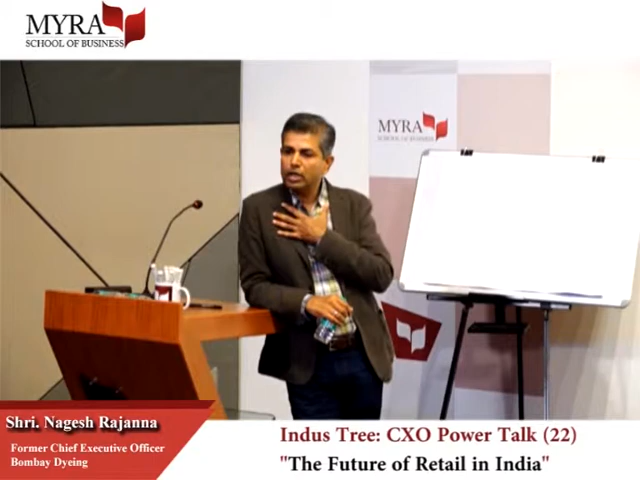 MYRA
SCHOOL OF BUSINESS
MYRA
SCHOOL OF BUSINESS
Shri. Nagesh Rajanna
Former Chief Executive Officer
Bombay Dyeing
Indus Tree: CXO Power Talk (22)
"The Future of Retail in India"